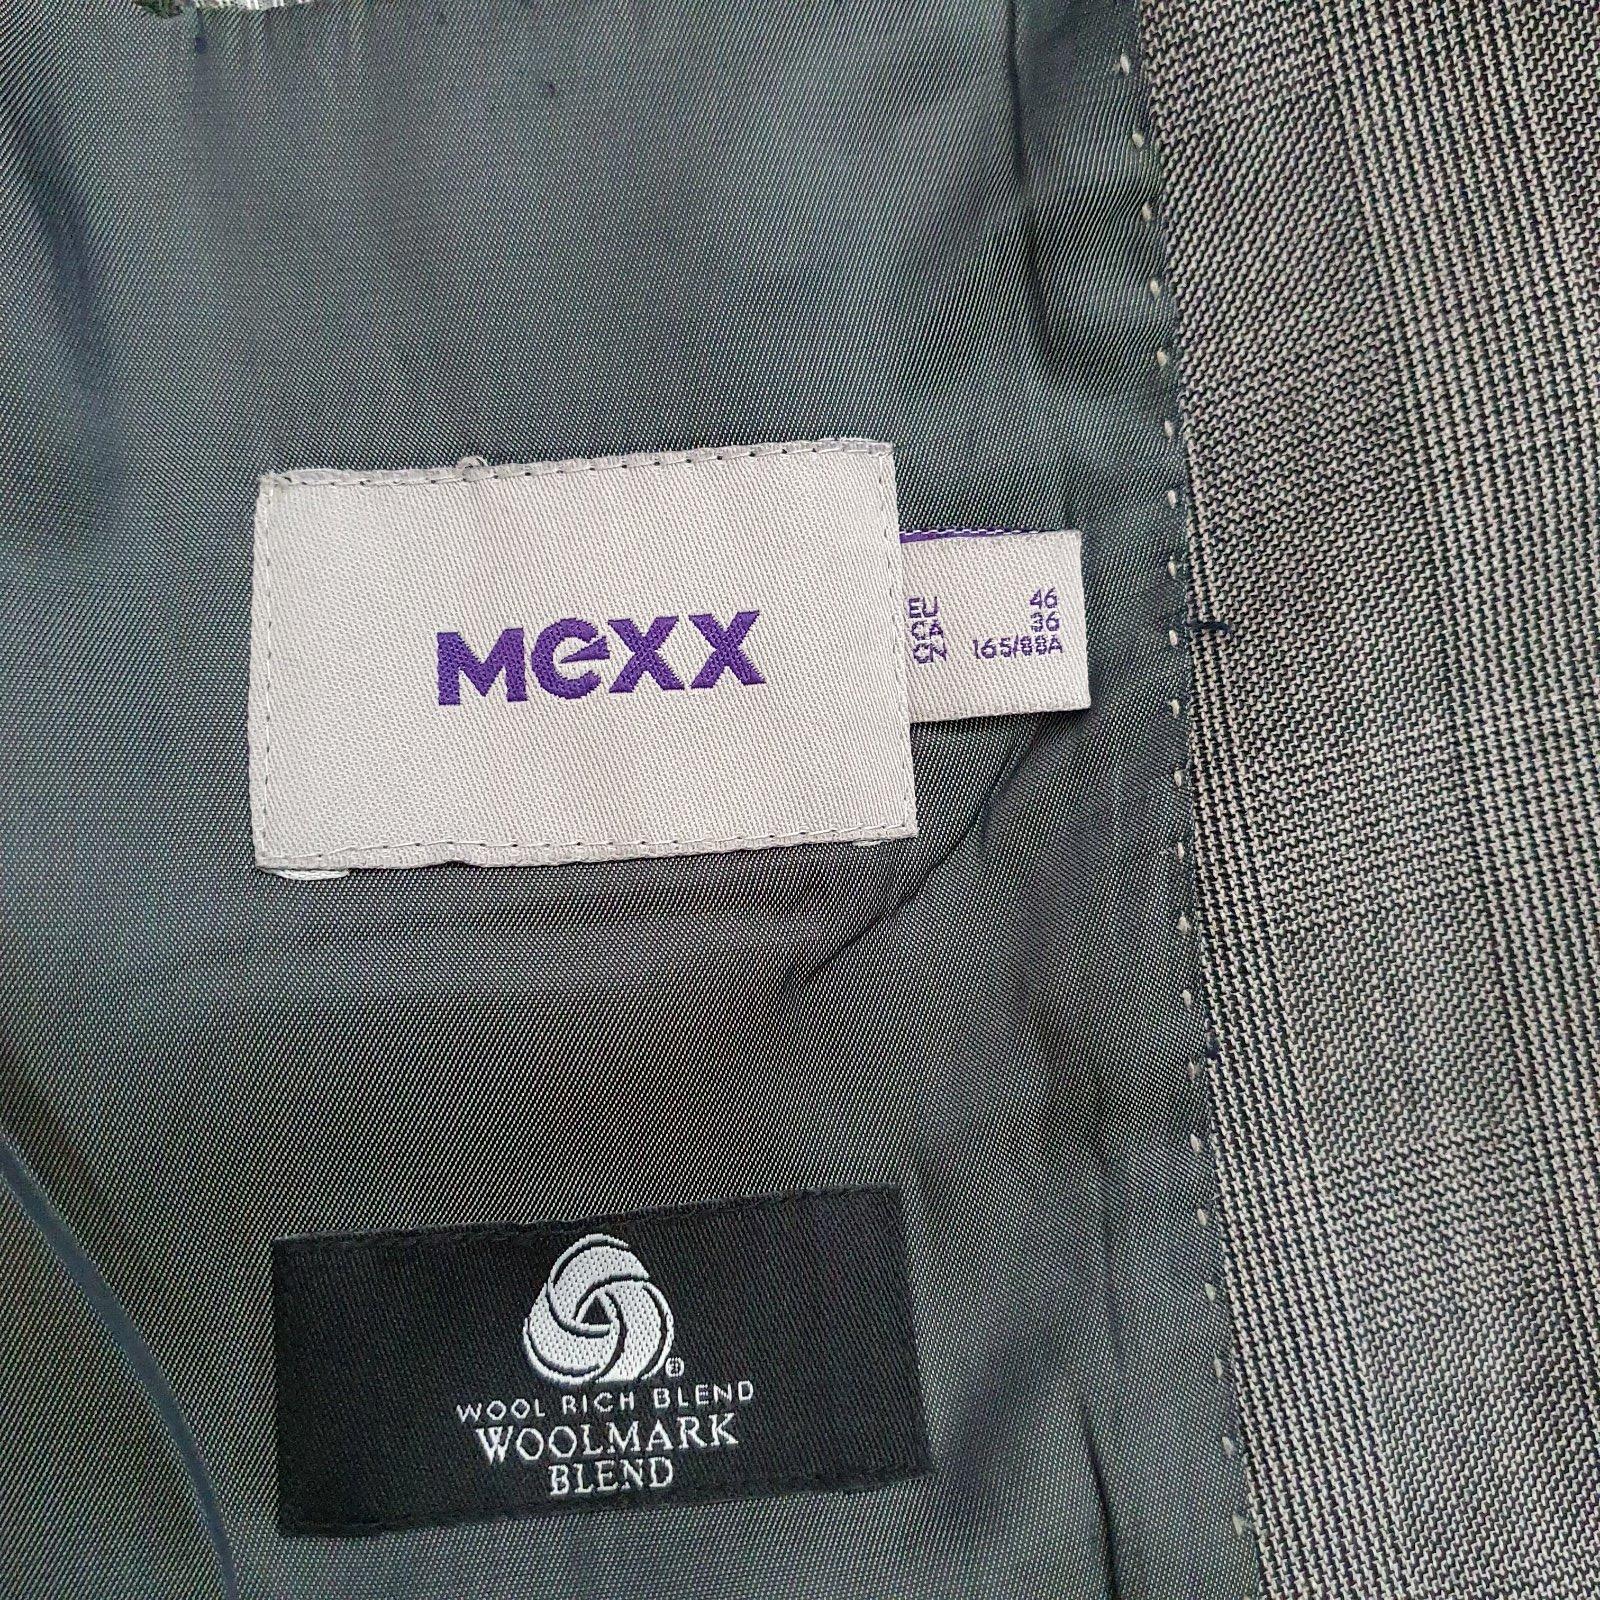 MeXX
EU 46
CA 36
CN 165/88A
®
WOOL RICH BLEND
WOOLMARK
BLEND